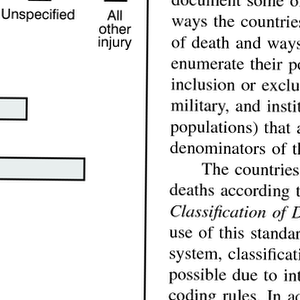 Unspecified
All
other
injury
document some o
ways the countries
of death and ways
enumerate their p
inclusion or exclu
military, and instit
populations) that a
denominators of th
The countries
deaths according t
Classification of D
use of this standar
system, classificati
possible due to int
coding rules. In ac